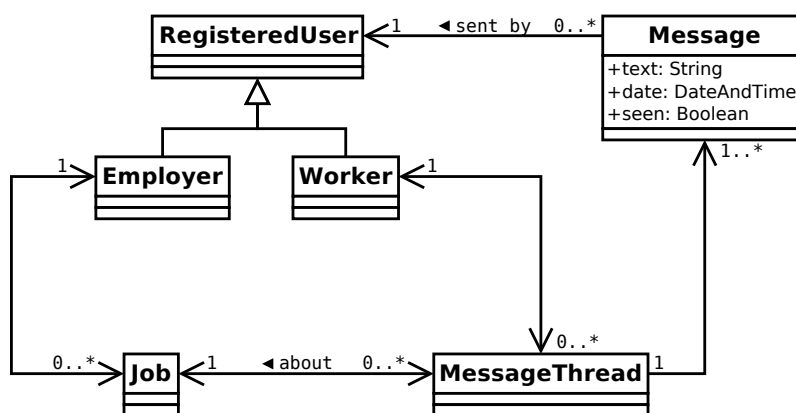 RegisteredUser
1 ◄ sent by 0..*
Message
+text: String
+date: DateAndTime
+seen: Boolean
1..*
1 Employer
Worker 1
0..*
0..* Job
1 ◄ about 0..*
MessageThread 1